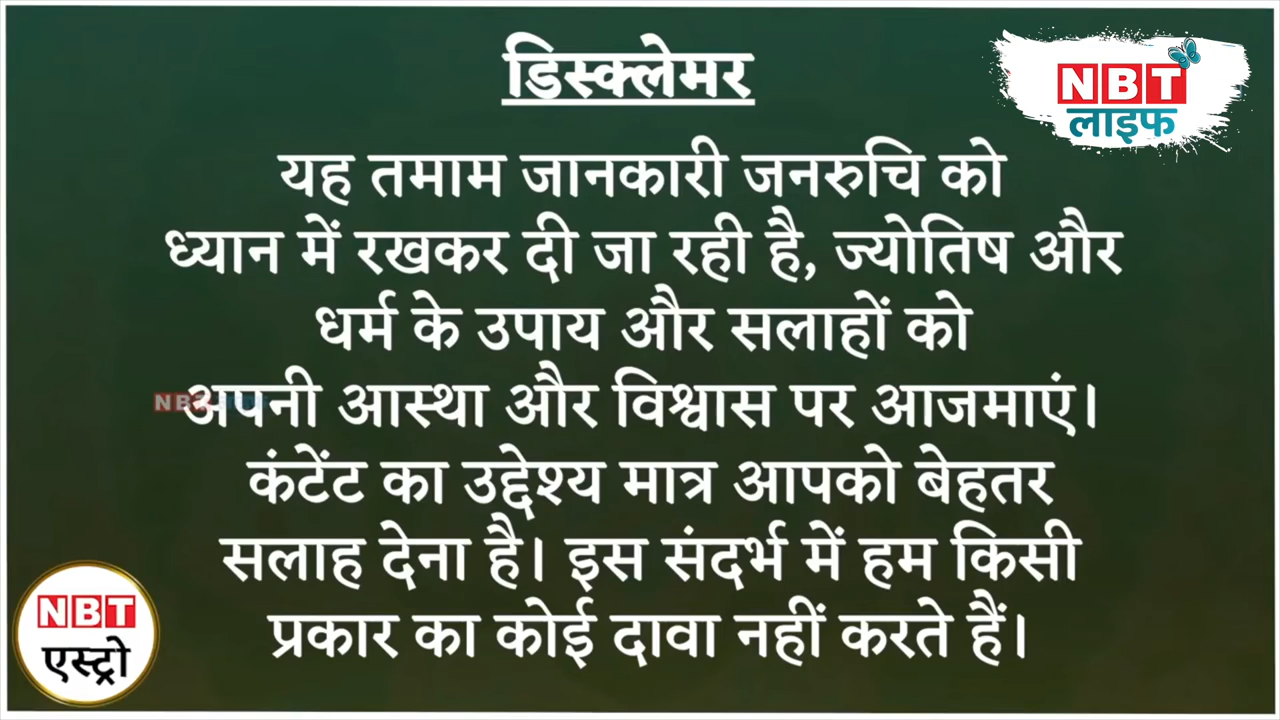 डिस्क्लेमर
NBT
लाइफ
यह तमाम जानकारी जनरुचि को
ध्यान में रखकर दी जा रही है, ज्योतिष और
धर्म के उपाय और सलाहों को
अपनी आस्था और विश्वास पर आजमाएं।
कंटेंट का उद्देश्य मात्र आपको बेहतर
सलाह देना है। इस संदर्भ में हम किसी
प्रकार का कोई दावा नहीं करते हैं।
NBT
एस्ट्रो